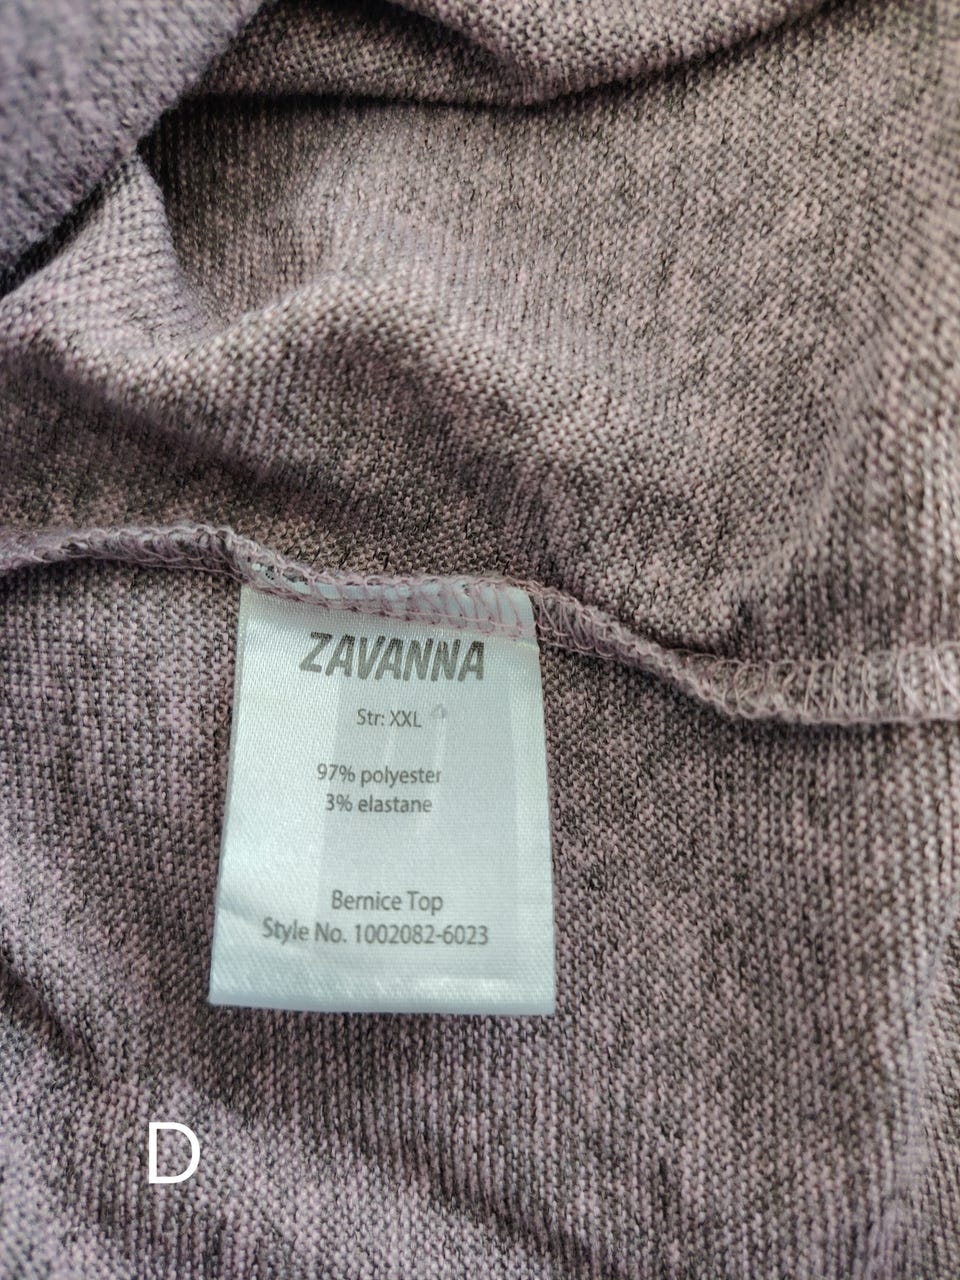 ZAVANNA
Str: XXL
97% polyester
3% elastane
Bernice Top
Style No. 1002082-6023
D